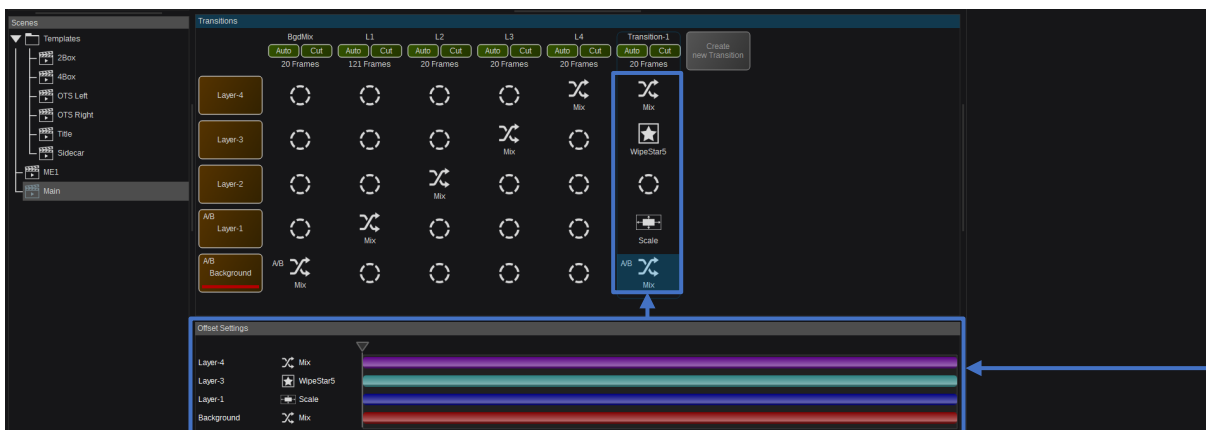 Scenes
Templates
2Box
4Box
OTS Left
OTS Right
Title
Sidecar
ME1
Main
Transitions
BgdMix L1 L2 L3 L4 Transition-1
Auto Cut Auto Cut Auto Cut Auto Cut Auto Cut Auto Cut
20 Frames 121 Frames 20 Frames 20 Frames 20 Frames 20 Frames
Create
new Transition
Layer-4
Mix Mix
Layer-3
Mix WipeStar5
Layer-2
Mix
A/B
Layer-1
Mix Scale
A/B
Background
A/B Mix
A/B Mix
Offset Settings
Layer-4 Mix
Layer-3 WipeStar5
Layer-1 Scale
Background Mix